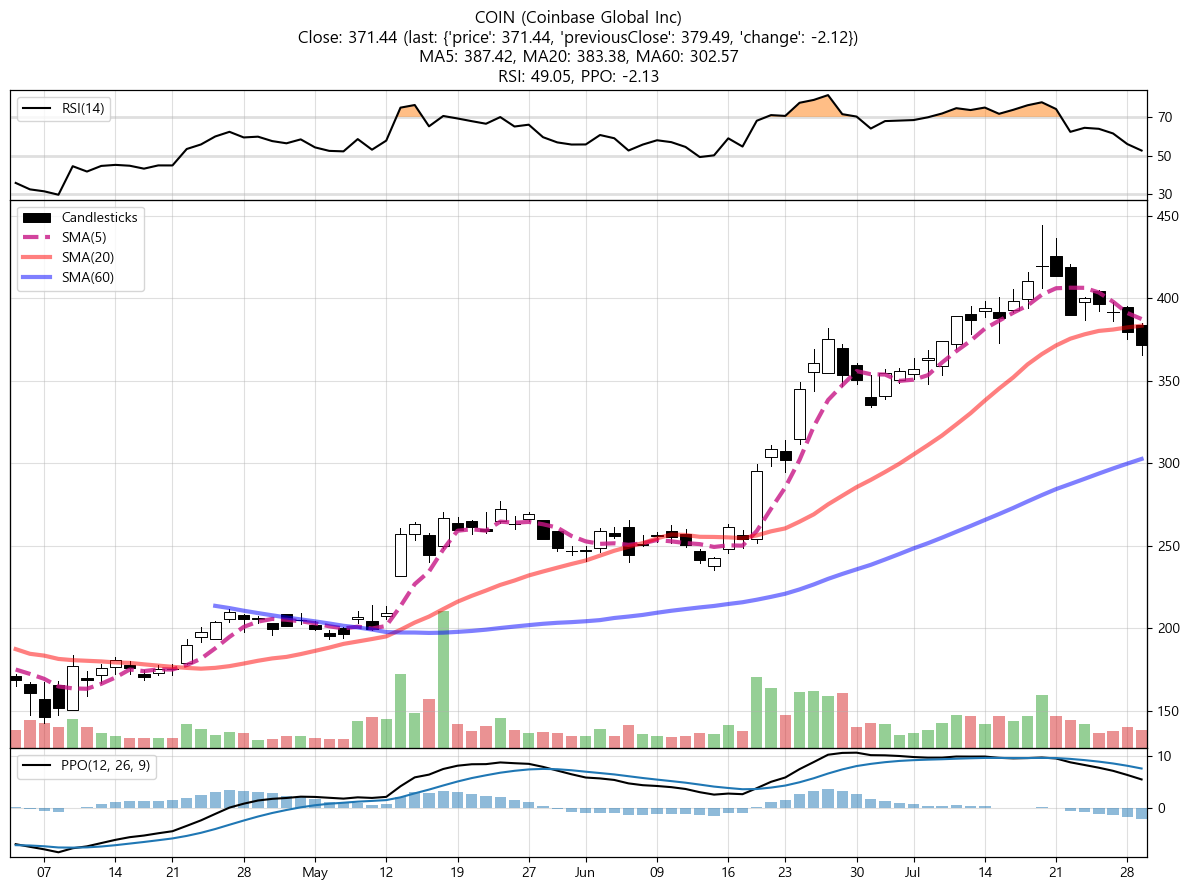 COIN (Coinbase Global Inc)
Close: 371.44 (last: {'price': 371.44, 'previousClose': 379.49, 'change': -2.12})
MA5: 387.42, MA20: 383.38, MA60: 302.57
RSI: 49.05, PPO: -2.13
RSI(14)
70
50
30
Candlesticks
SMA(5)
SMA(20)
SMA(60)
450
400
350
300
250
200
150
PPO(12, 26, 9)
10
0
07 14 21 28 May 12 19 27 Jun 09 16 23 30 Jul 14 21 28